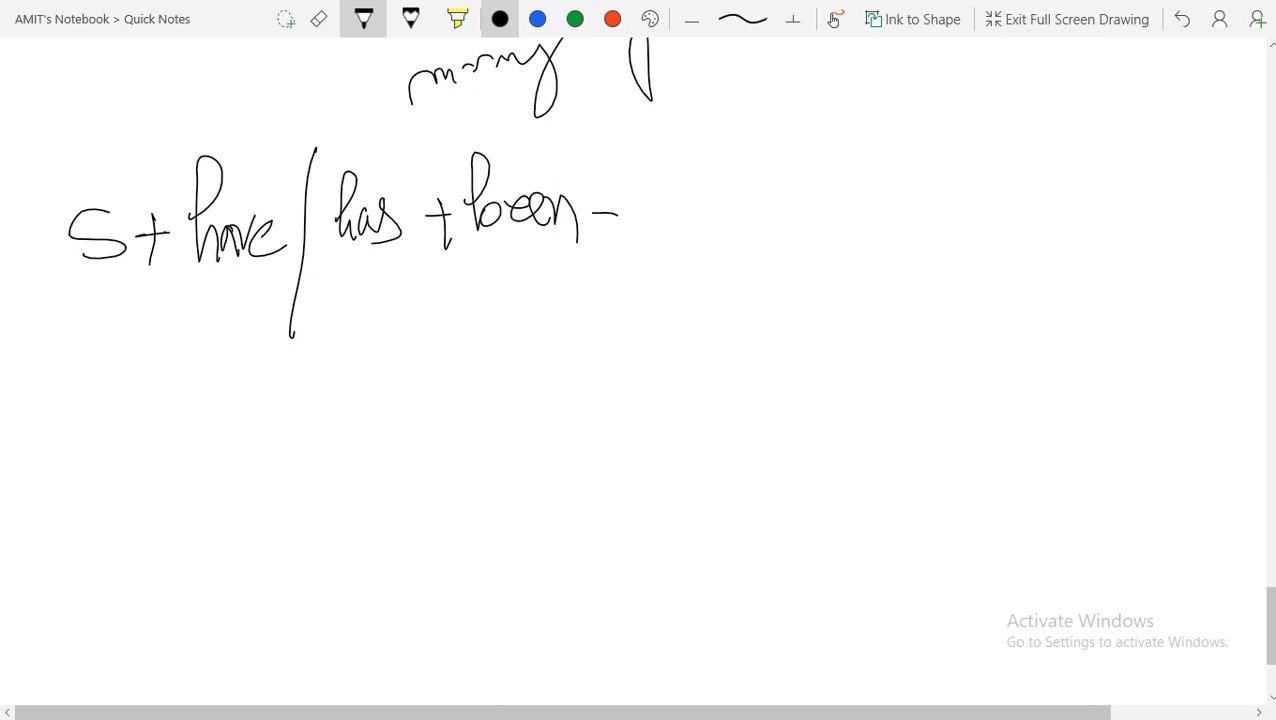 AMIT's Notebook > Quick Notes
Ink to Shape
Exit Full Screen Drawing
many
S + have / has + been -
Activate Windows
Go to Settings to activate Windows.